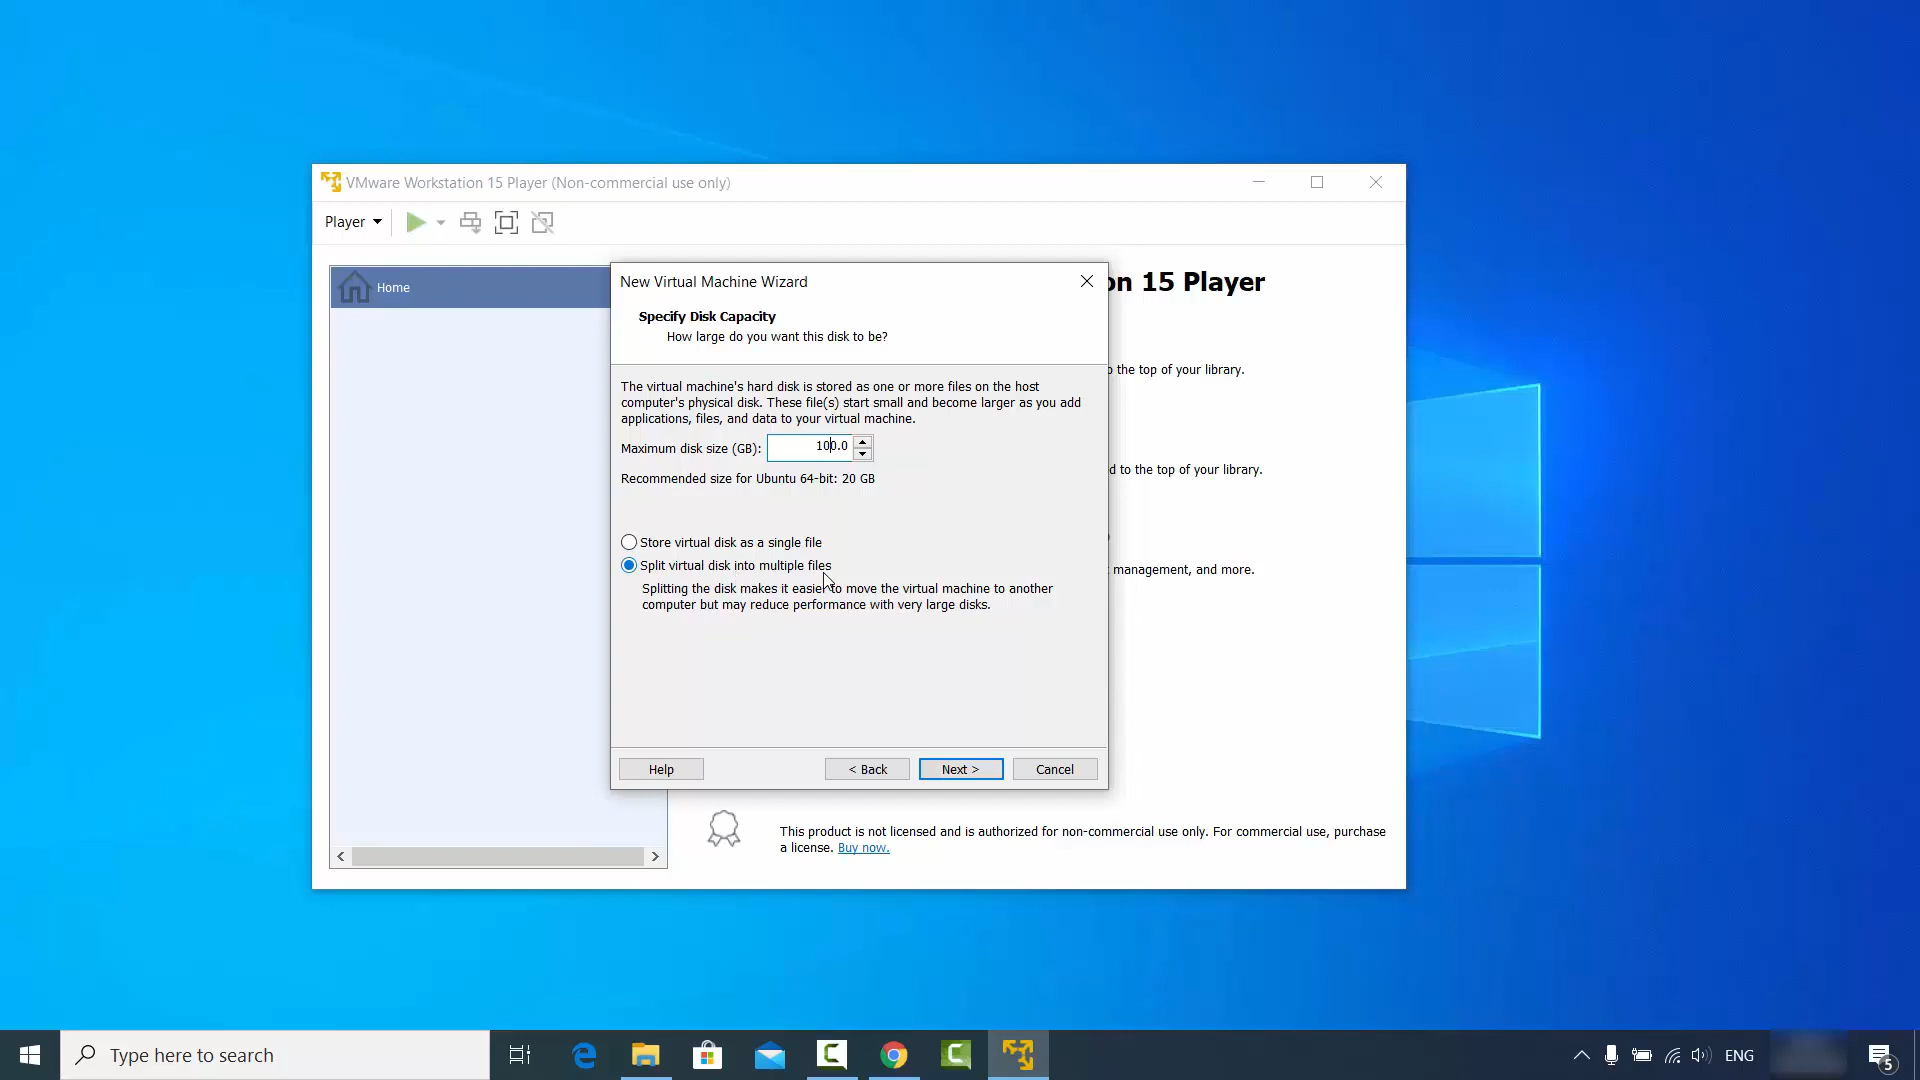 VMware Workstation 15 Player (Non-commercial use only)
Player
Home
on 15 Player
New Virtual Machine Wizard
Specify Disk Capacity
How large do you want this disk to be?
o the top of your library.
The virtual machine's hard disk is stored as one or more files on the host
computer's physical disk. These file(s) start small and become larger as you add
applications, files, and data to your virtual machine.
Maximum disk size (GB): 100.0
d to the top of your library.
Recommended size for Ubuntu 64-bit: 20 GB
Store virtual disk as a single file
Split virtual disk into multiple files
management, and more.
Splitting the disk makes it easier to move the virtual machine to another
computer but may reduce performance with very large disks.
Help
< Back
Next >
Cancel
This product is not licensed and is authorized for non-commercial use only. For commercial use, purchase
a license. Buy now.
Type here to search
ENG
5